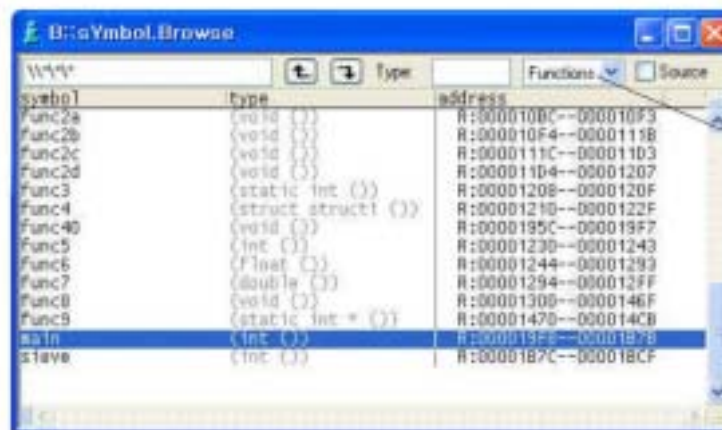 B::sYmbol.Browse
\\*\*\* Type Functions Source
symbol type address
func2a (void ()) R:000010BC--000010F3
func2b (void ()) R:000010F4--0000111B
func2c (void ()) R:0000111C--000011D3
func2d (void ()) R:000011D4--00001207
func3 (static int ()) R:00001208--0000120F
func4 (struct struct1 ()) R:00001210--0000122F
func40 (void ()) R:0000195C--000019F7
func5 (int ()) R:00001230--00001243
func6 (float ()) R:00001244--00001293
func7 (double ()) R:00001294--000012FF
func8 (void ()) R:00001300--0000146F
func9 (static int * ()) R:00001470--000014CB
main (int ()) R:000019F8--00001B7B
sieve (int ()) R:00001B7C--00001BCF